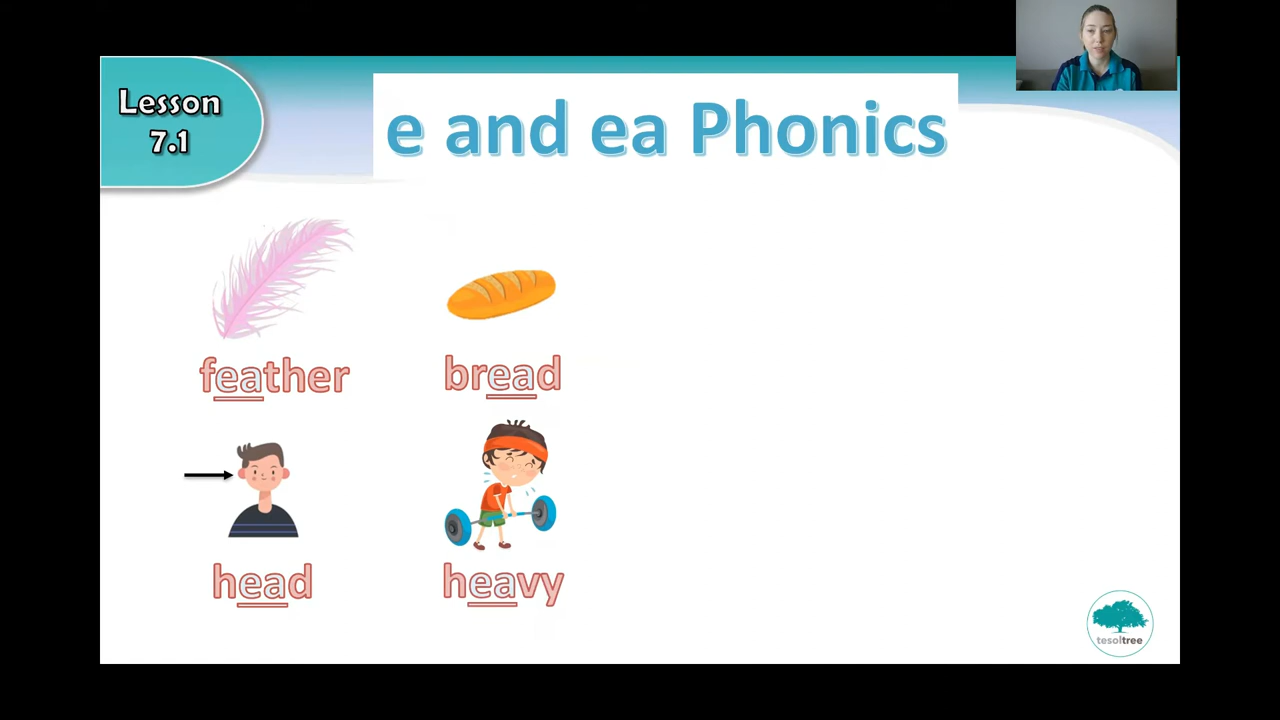 Lesson
7.1
e and ea Phonics
feather
bread
head
heavy
tesoltree